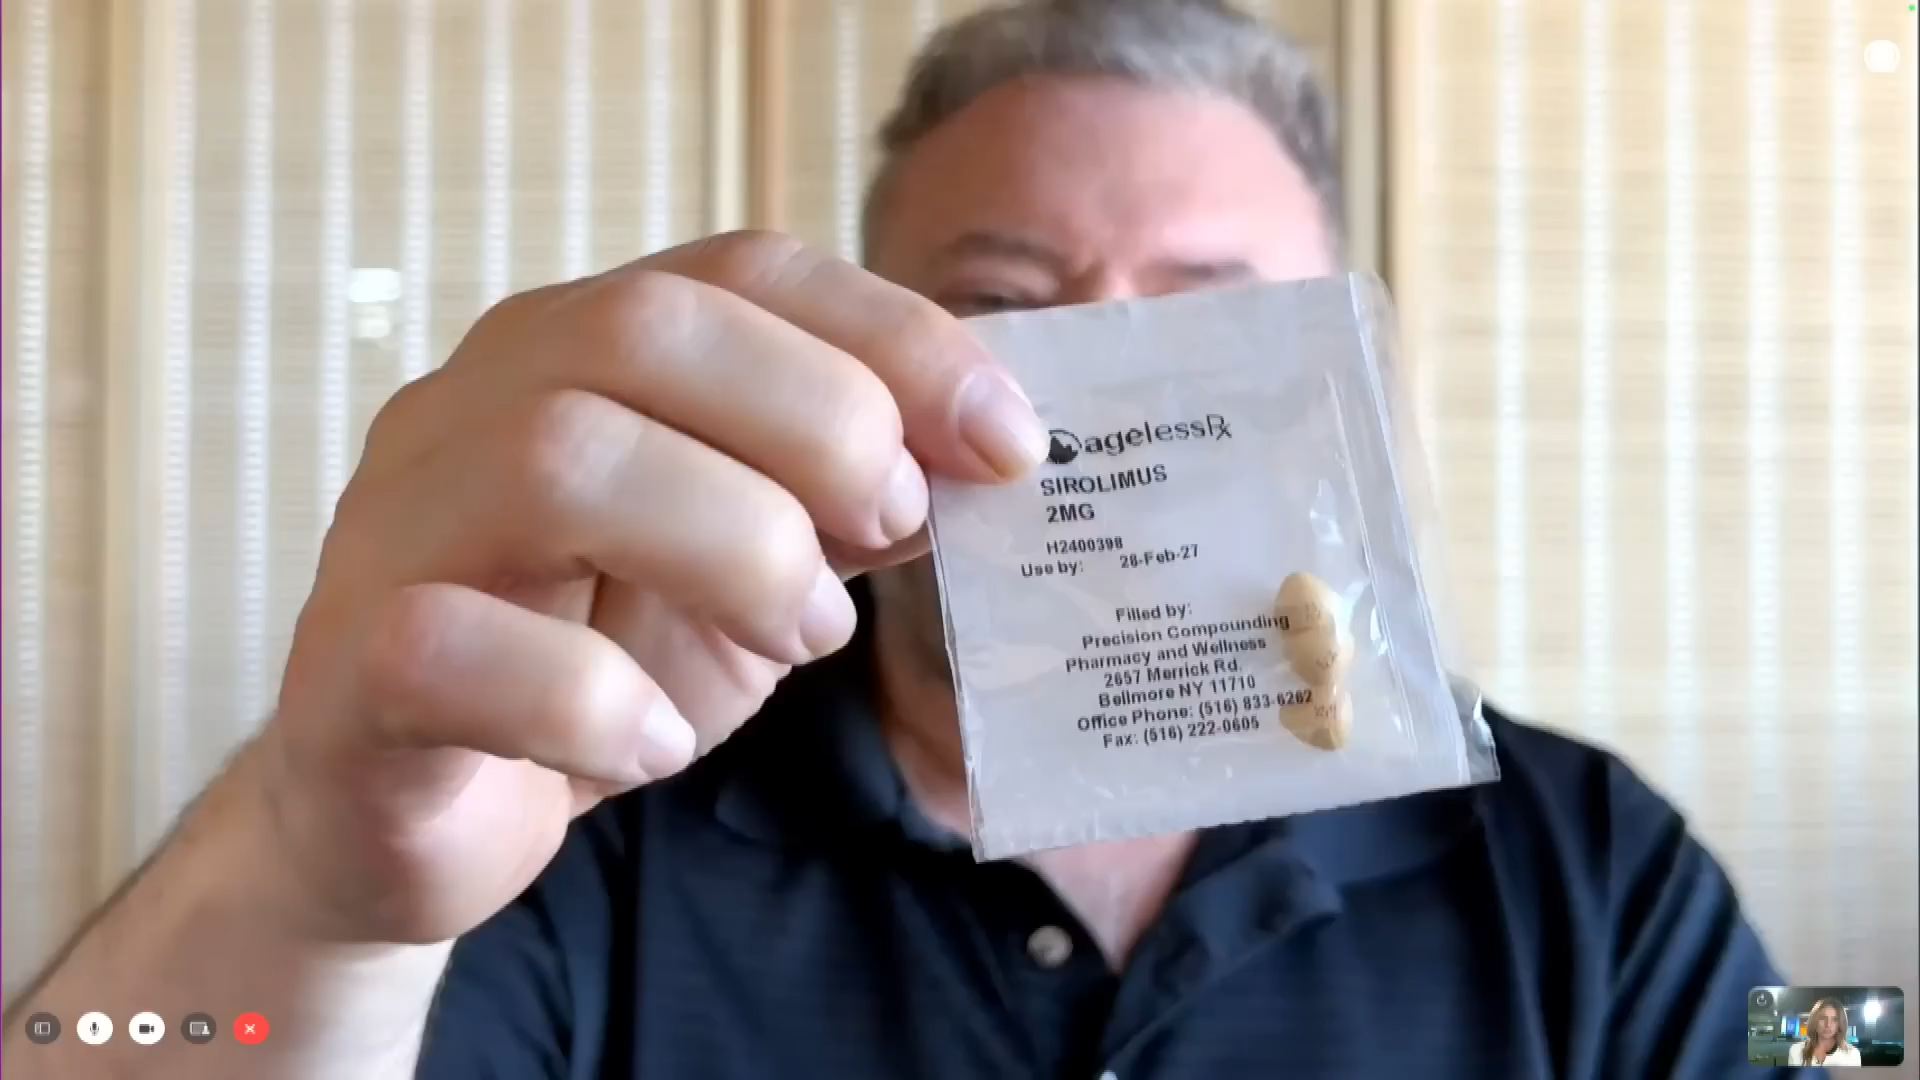 agelessRx
SIROLIMUS
2MG
H2400398
Use by: 28-Feb-27
Filled by:
Precision Compounding
Pharmacy and Wellness
2657 Merrick Rd.
Bellmore NY 11710
Office Phone: (516) 833-6262
Fax: (516) 222-0605